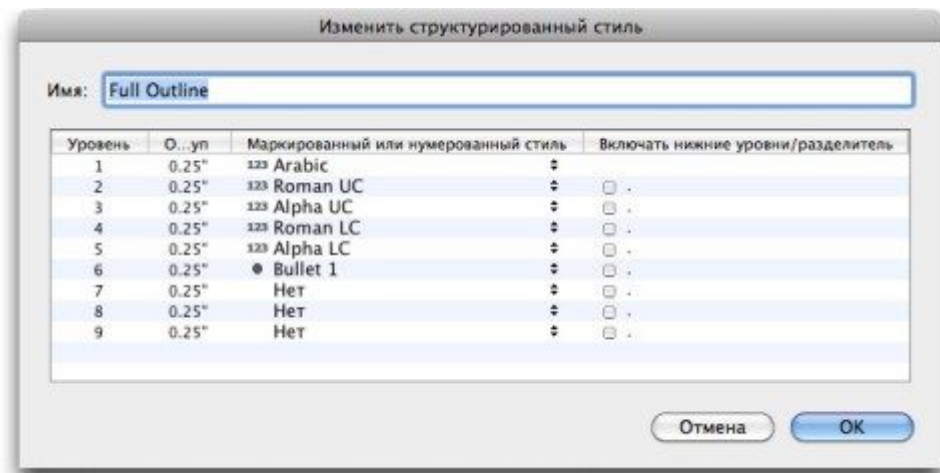 Изменить структурированный стиль
Имя: Full Outline
Уровень О...уп Маркированный или нумерованный стиль Включать нижние уровни/разделитель
1 0.25" 123 Arabic
2 0.25" 123 Roman UC .
3 0.25" 123 Alpha UC .
4 0.25" 123 Roman LC .
5 0.25" 123 Alpha LC .
6 0.25" Bullet 1 .
7 0.25" Нет .
8 0.25" Нет .
9 0.25" Нет .
Отмена OK